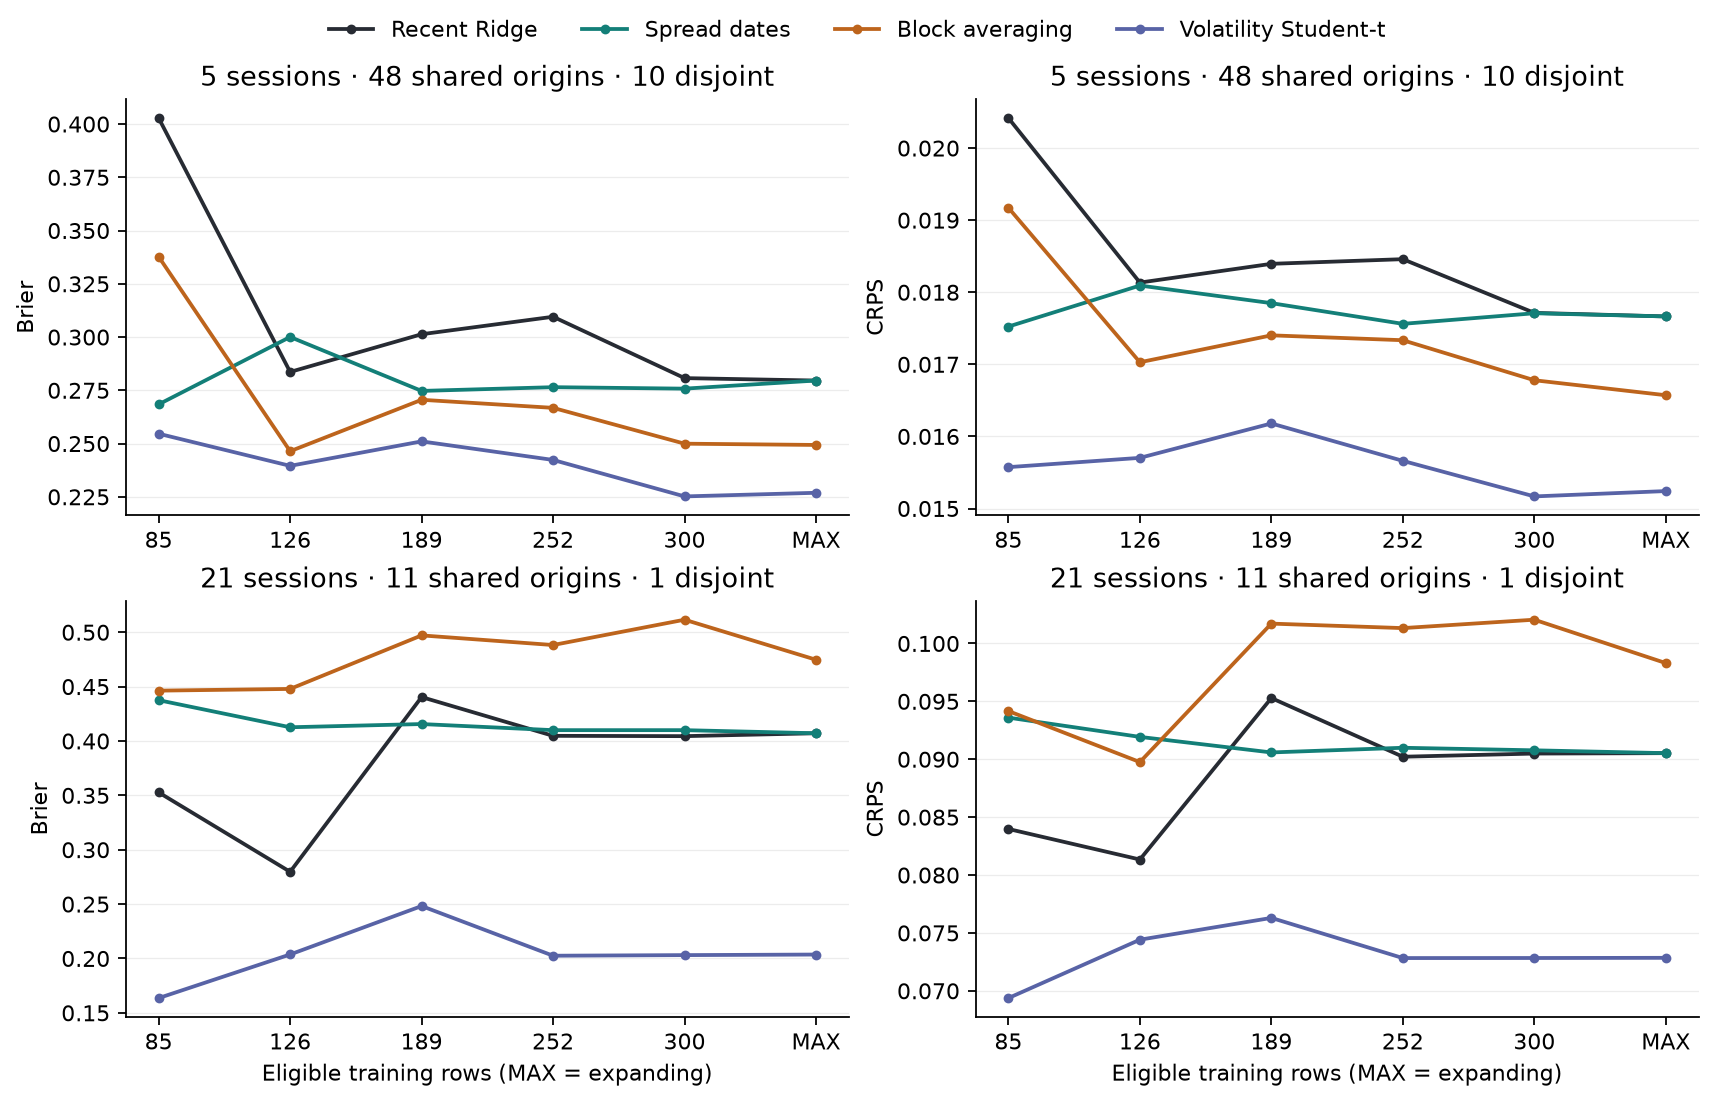 Recent Ridge Spread dates Block averaging Volatility Student-t
5 sessions · 48 shared origins · 10 disjoint
Brier
0.400
0.375
0.350
0.325
0.300
0.275
0.250
0.225
85 126 189 252 300 MAX
5 sessions · 48 shared origins · 10 disjoint
CRPS
0.020
0.019
0.018
0.017
0.016
0.015
85 126 189 252 300 MAX
21 sessions · 11 shared origins · 1 disjoint
Brier
0.50
0.45
0.40
0.35
0.30
0.25
0.20
0.15
85 126 189 252 300 MAX
Eligible training rows (MAX = expanding)
21 sessions · 11 shared origins · 1 disjoint
CRPS
0.100
0.095
0.090
0.085
0.080
0.075
0.070
85 126 189 252 300 MAX
Eligible training rows (MAX = expanding)